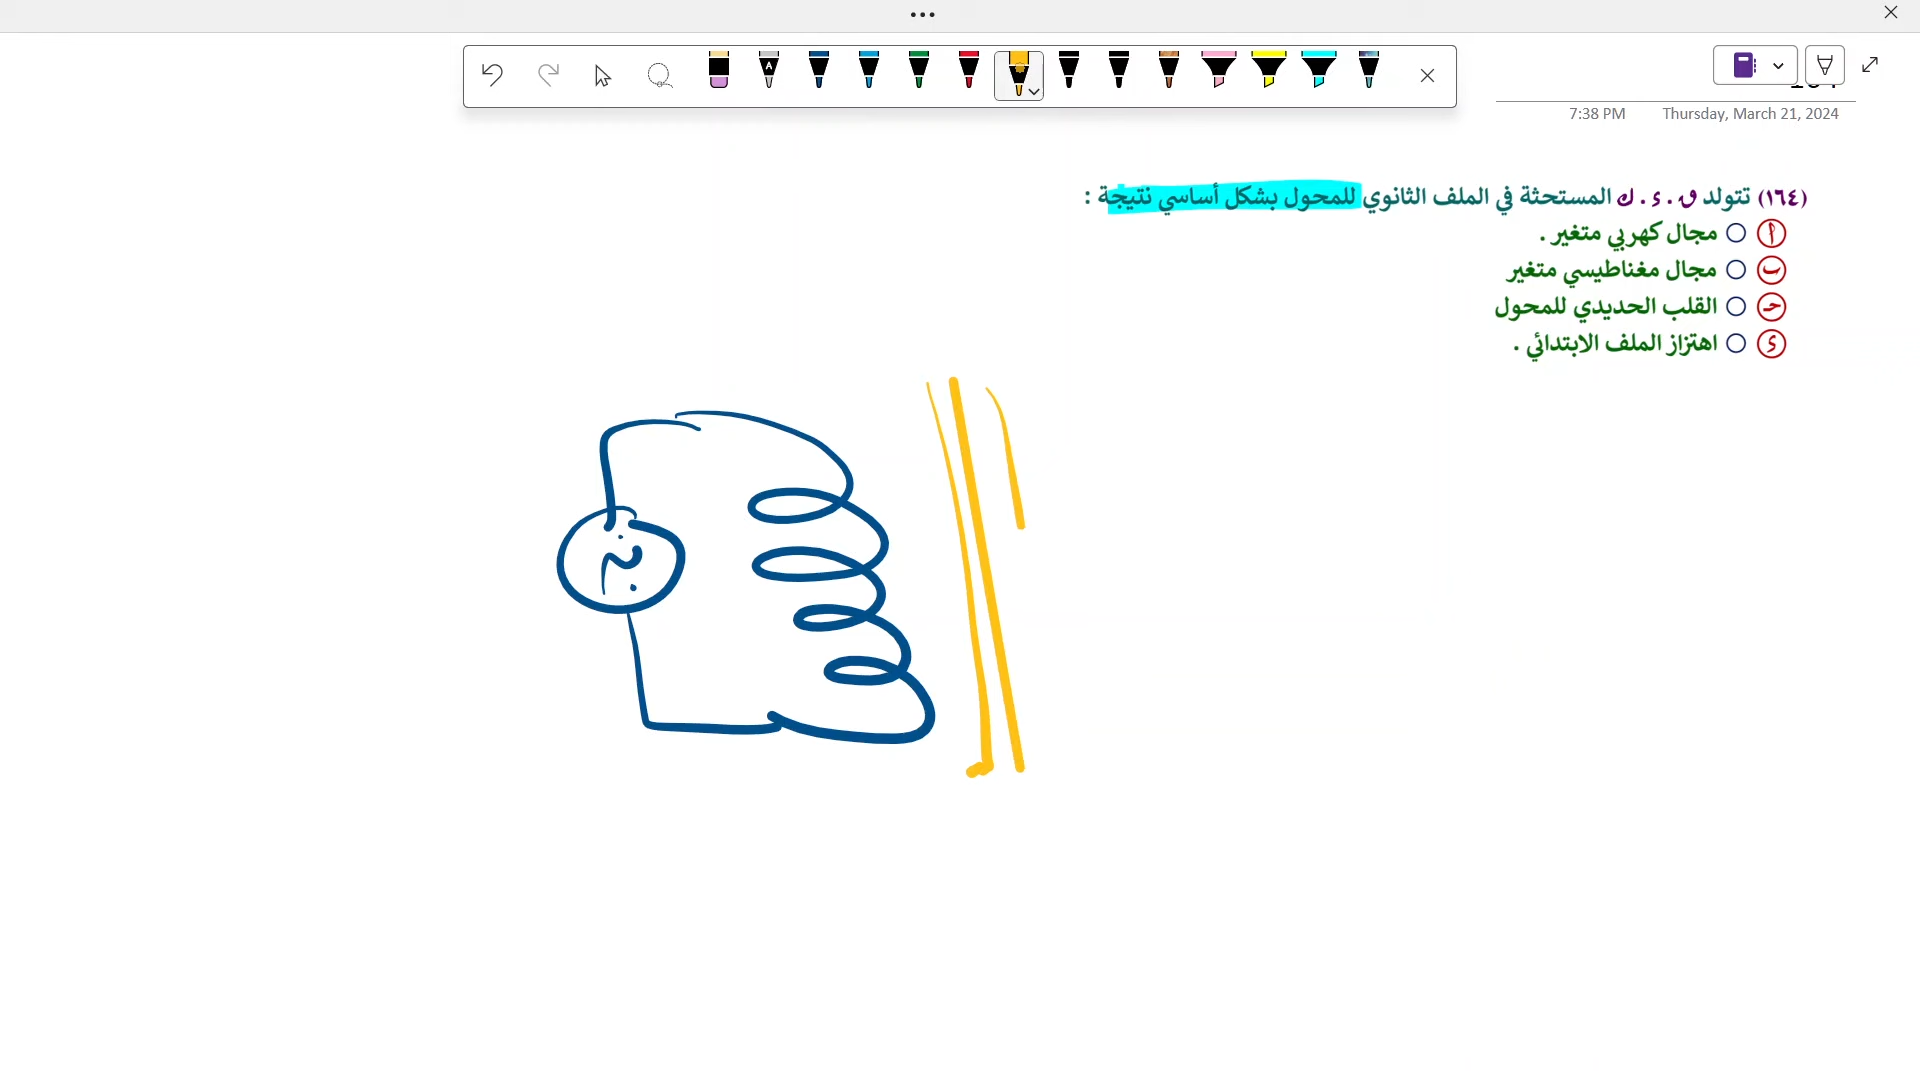 7:38 PM Thursday, March 21, 2024
(١٦٤) تتولد ق . ء . ك المستحثة في الملف الثانوي للمحول بشكل أساسي نتيجة :
أ مجال كهربي متغير .
ب مجال مغناطيسي متغير
حـ القلب الحديدي للمحول
ء اهتزاز الملف الابتدائي .